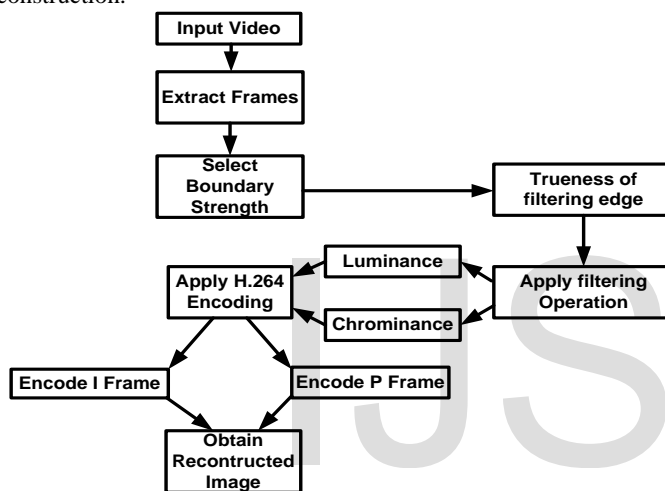 onstruction.
Input Video
Extract Frames
Select
Boundary
Strength
Trueness of
filtering edge
Luminance
Apply H.264
Encoding
Apply filtering
Operation
Chrominance
Encode I Frame
Encode P Frame
Obtain
Recontructed
Image
IJS